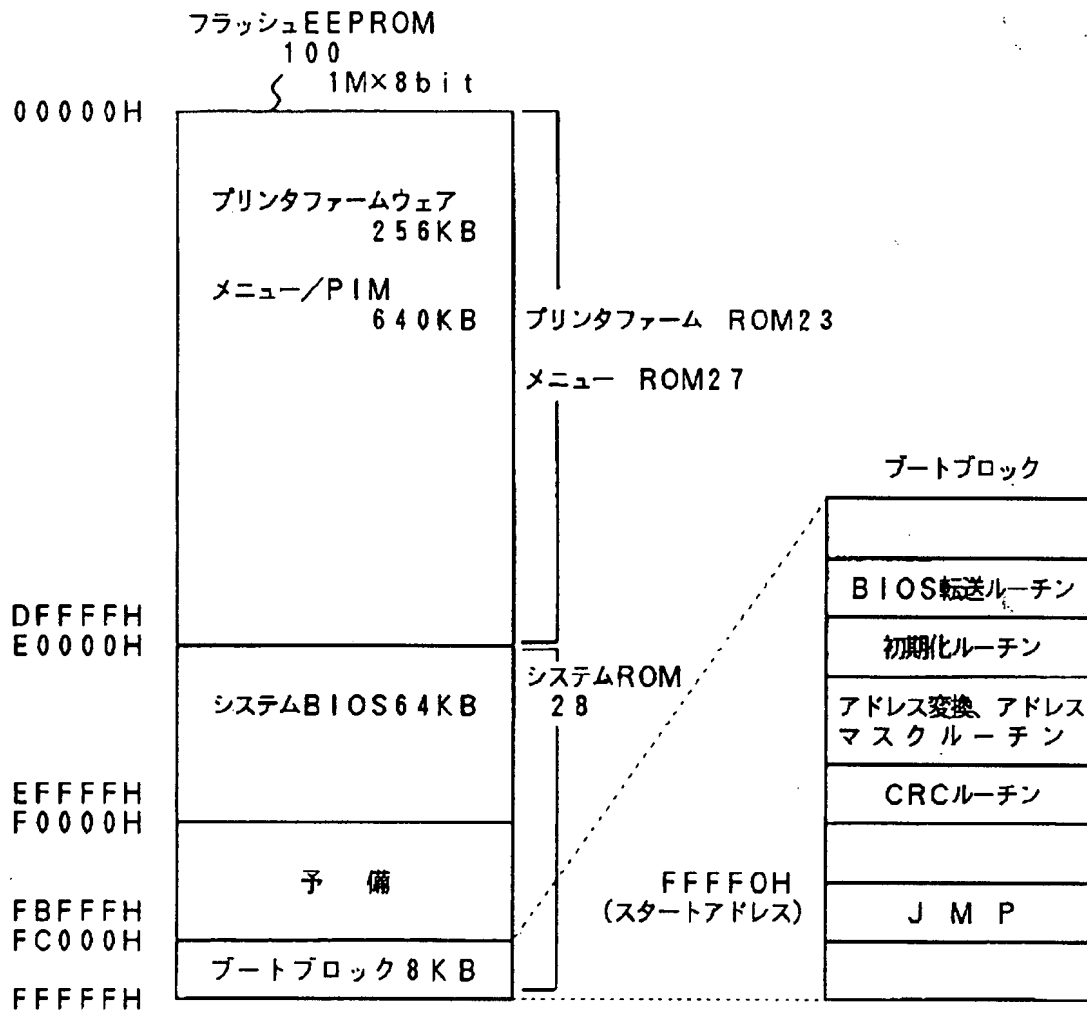 フラッシュEEPROM
100
1M×8bit
00000H
プリンタファームウェア
256KB
メニュー/PIM
640KB
プリンタファーム ROM23
メニュー ROM27
DFFFFH
E0000H
システムBIOS64KB
システムROM
28
EFFFFH
F0000H
予 備
FBFFFH
FC000H
ブートブロック8KB
FFFFFH
ブートブロック
BIOS転送ルーチン
初期化ルーチン
アドレス変換、アドレス
マスクルーチン
CRCルーチン
FFFF0H
(スタートアドレス)
JMP